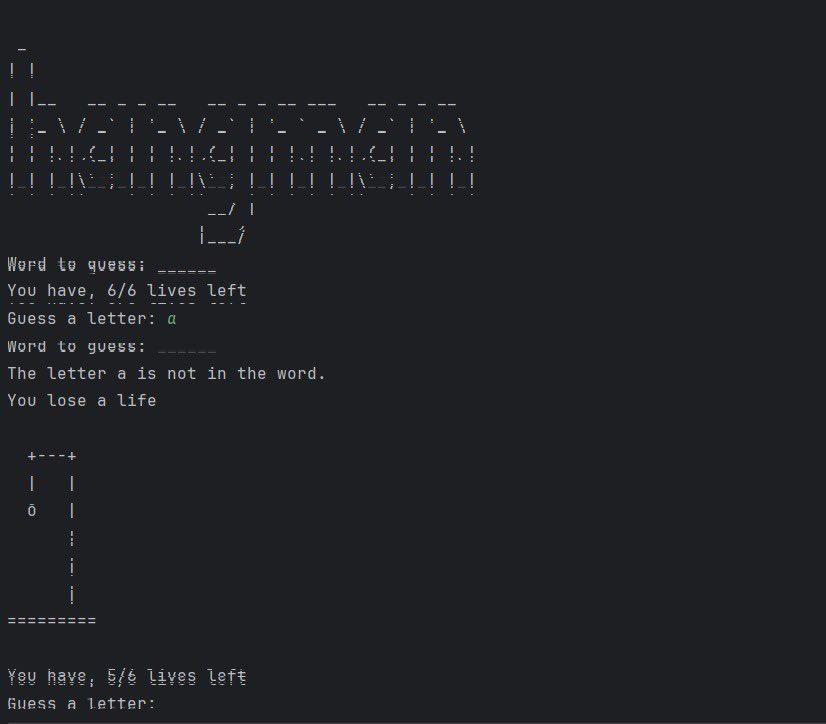 hangman
Word to guess: ______
You have, 6/6 lives left
Guess a letter: a
Word to guess: ______
The letter a is not in the word.
You lose a life
+---+
|   |
O   |
|
|
|
=========
You have, 5/6 lives left
Guess a letter: